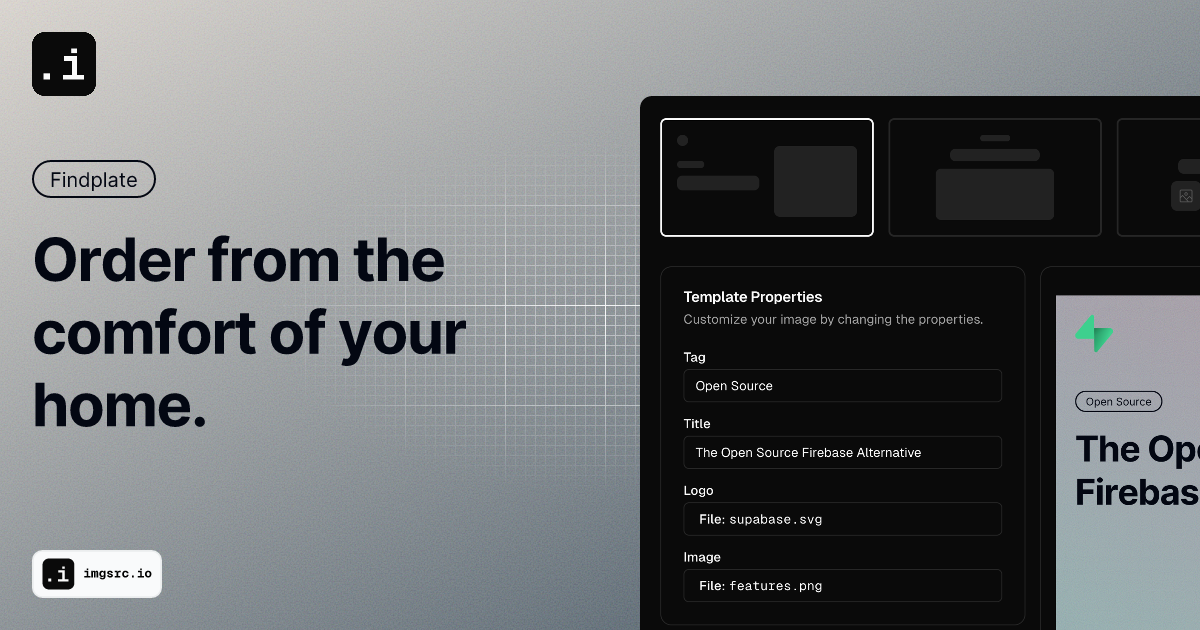 .i
Findplate
Order from the
comfort of your
home.
.i imgsrc.io
Template Properties
Customize your image by changing the properties.
Tag
Open Source
Title
The Open Source Firebase Alternative
Logo
File: supabase.svg
Image
File: features.png
Open Source
The Ope
Firebas